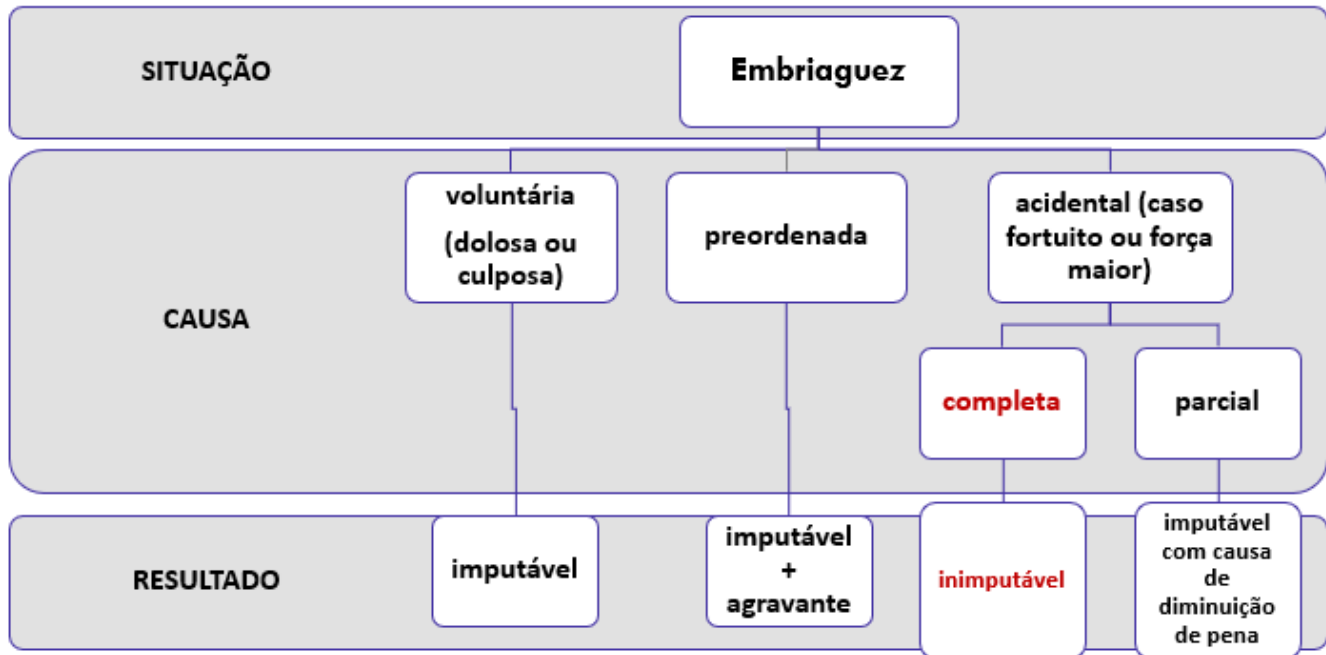 SITUAÇÃO
Embriaguez
CAUSA
voluntária
(dolosa ou
culposa)
preordenada
acidental (caso
fortuito ou força
maior)
completa
parcial
RESULTADO
imputável
imputável
+
agravante
inimputável
imputável
com causa
de
diminuição
de pena